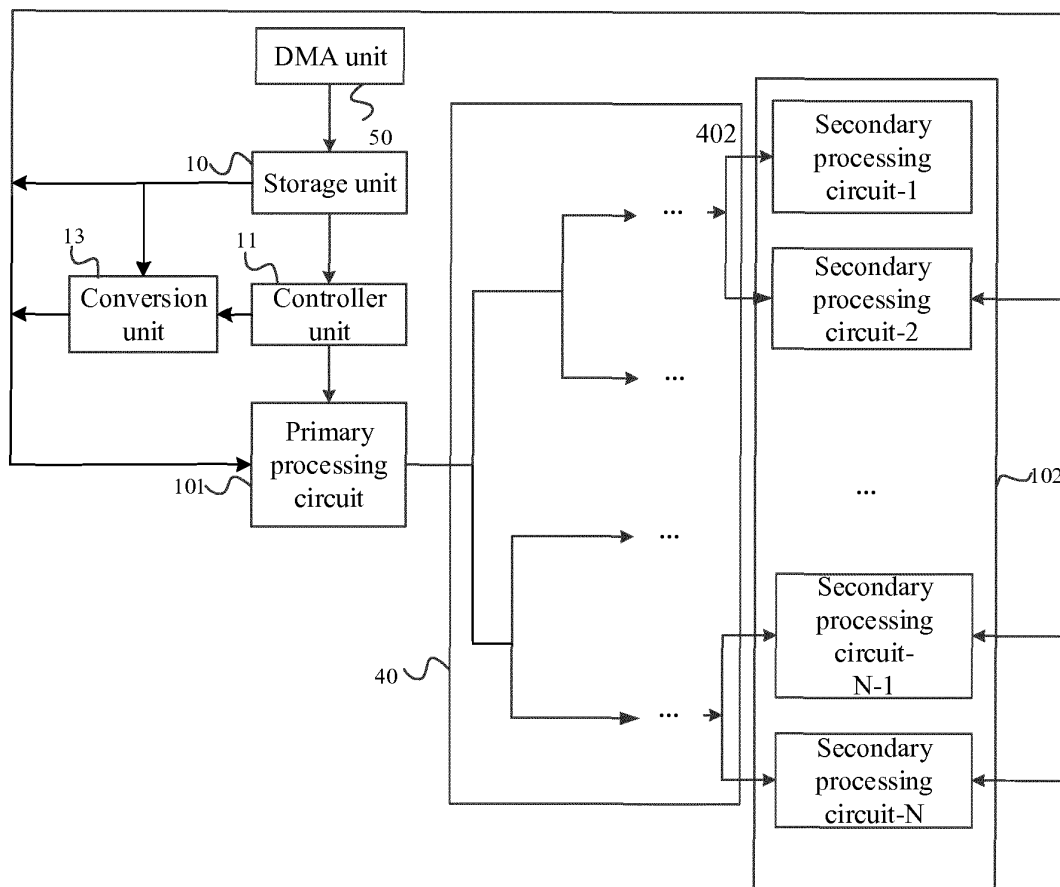 DMA unit
50
10
Storage unit
13
11
Conversion
unit
Controller
unit
Primary
processing
circuit
101
40
402
...
...
...
...
Secondary
processing
circuit-1
Secondary
processing
circuit-2
...
102
Secondary
processing
circuit-
N-1
Secondary
processing
circuit-N